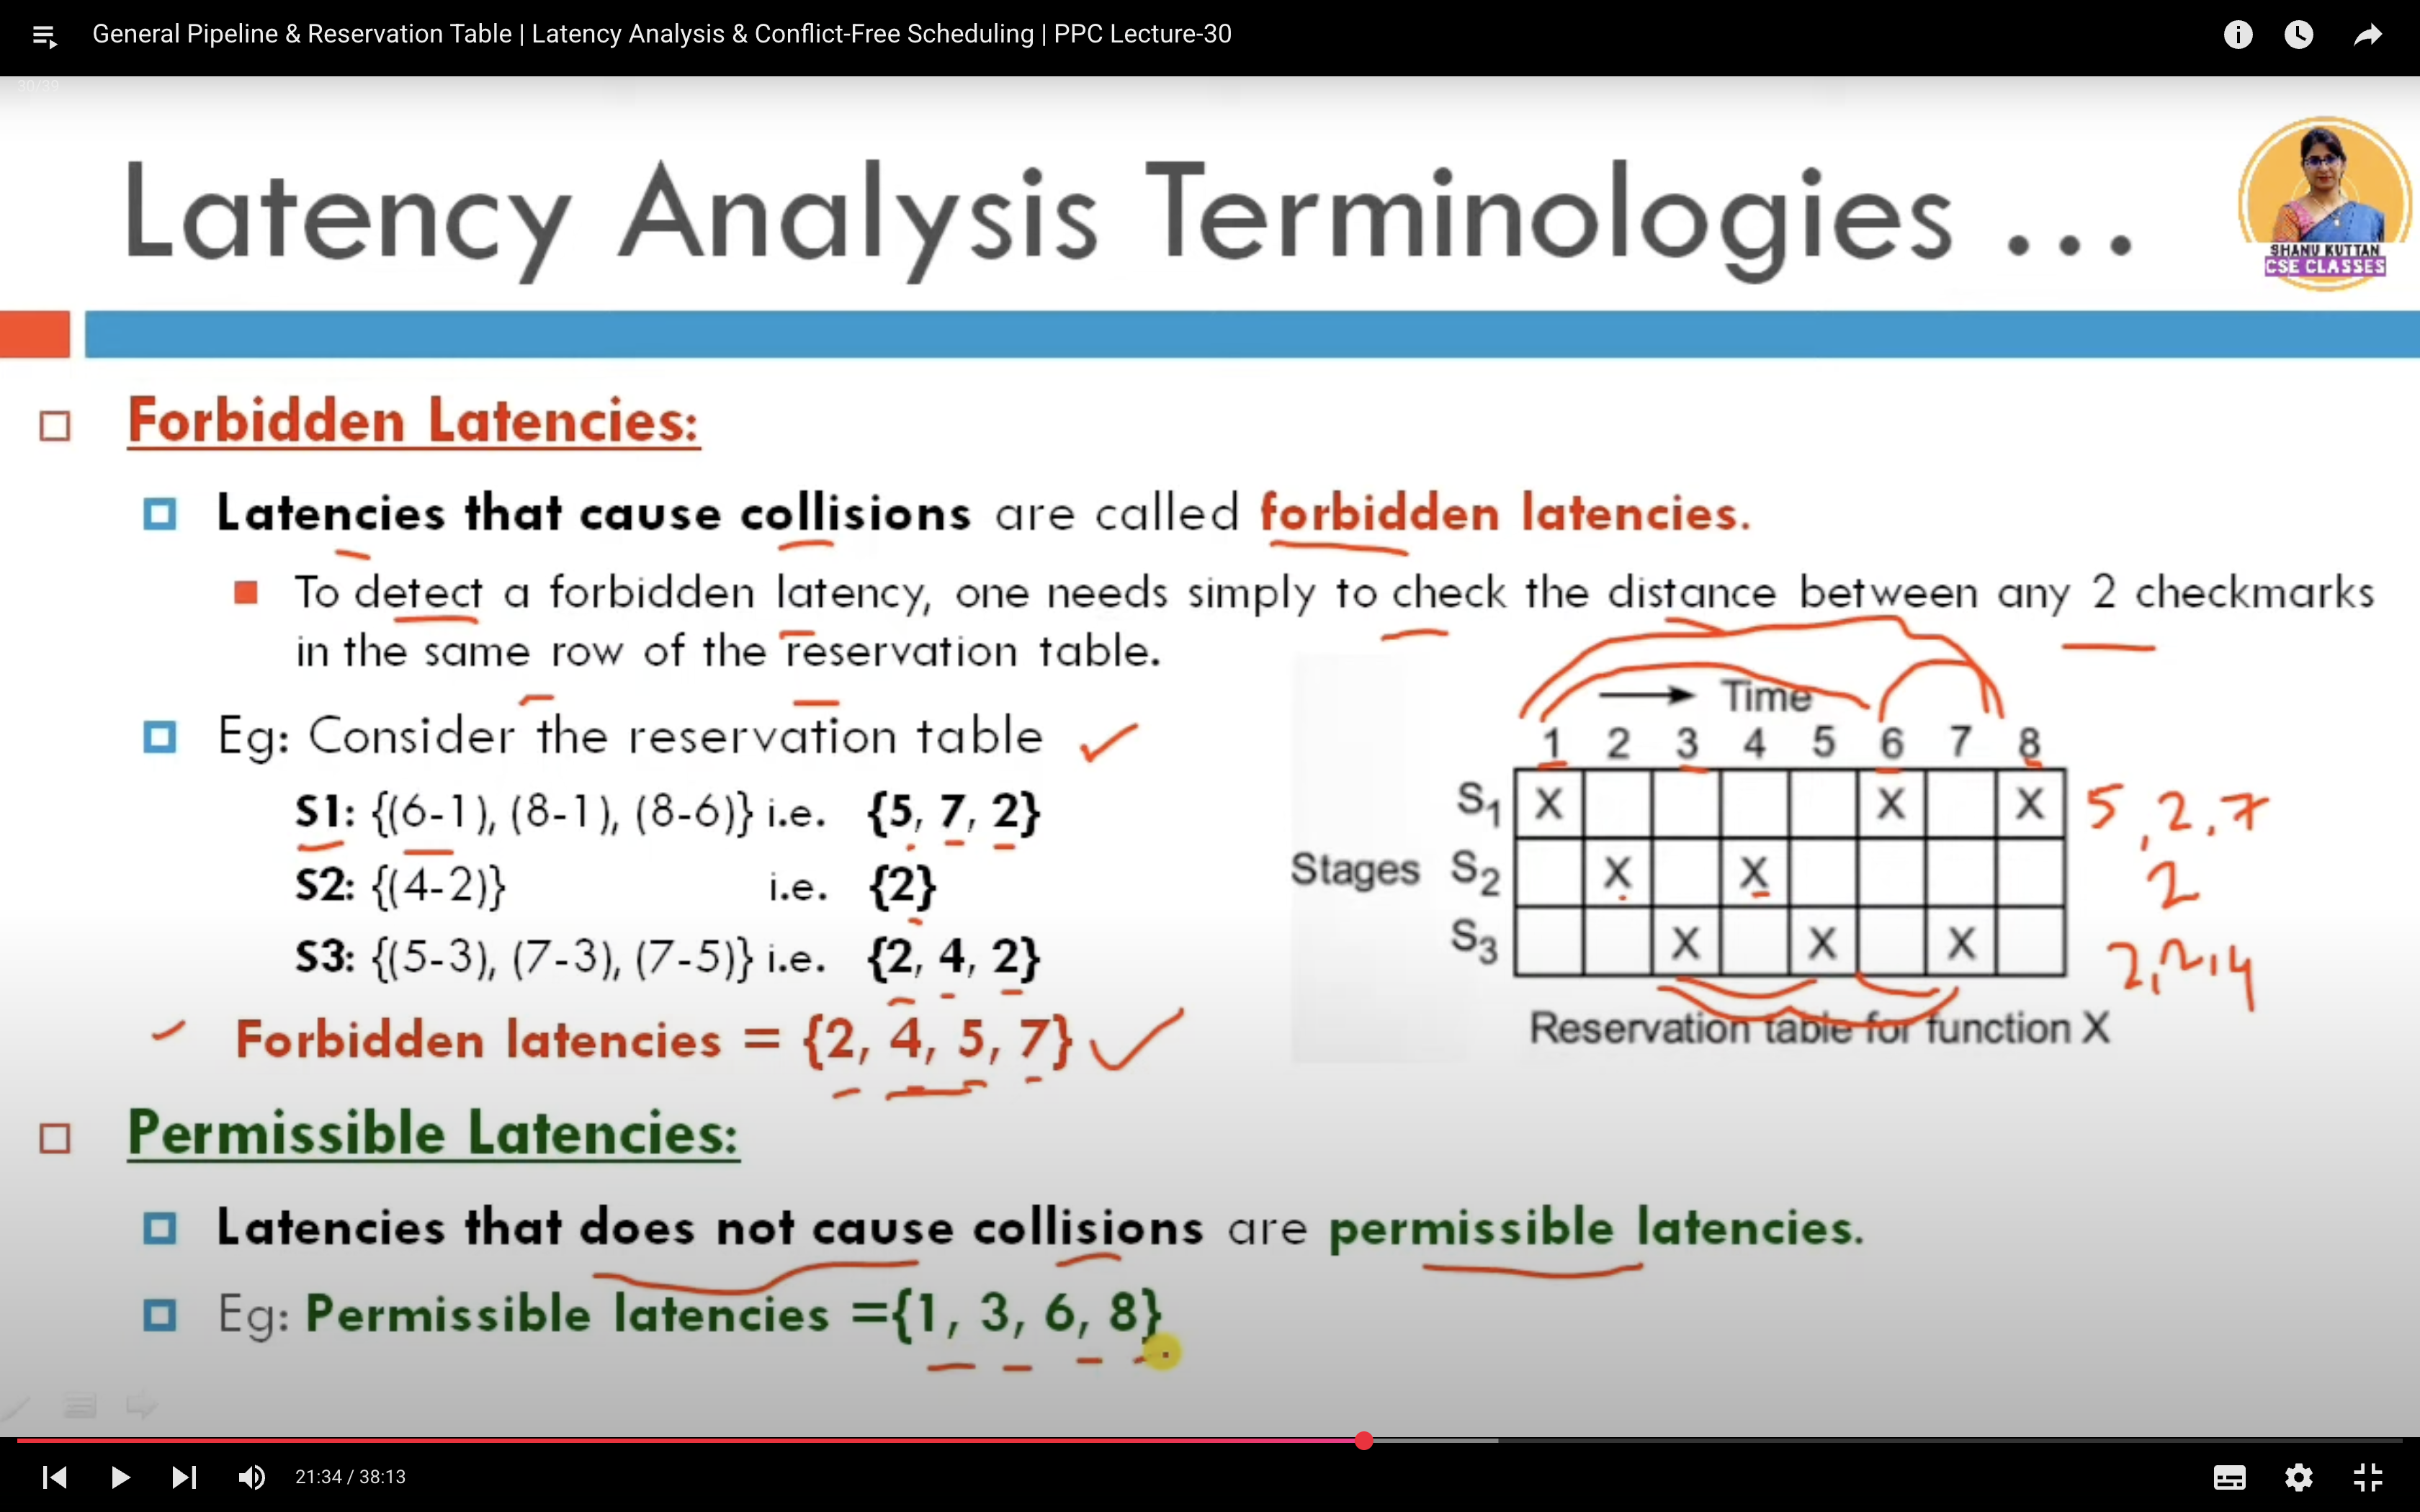 General Pipeline & Reservation Table | Latency Analysis & Conflict-Free Scheduling | PPC Lecture-30
30/39
Latency Analysis Terminologies ...
SHANU KUTTAN
CSE CLASSES
Forbidden Latencies:
Latencies that cause collisions are called forbidden latencies.
To detect a forbidden latency, one needs simply to check the distance between any 2 checkmarks
in the same row of the reservation table.
Eg: Consider the reservation table
S1: {(6-1), (8-1), (8-6)} i.e. {5, 7, 2}
S2: {(4-2)} i.e. {2}
S3: {(5-3), (7-3), (7-5)} i.e. {2, 4, 2}
Forbidden latencies = {2, 4, 5, 7}
Time
1 2 3 4 5 6 7 8
S1 X X X 5, 2, 7
Stages S2 X X 2
S3 X X X 2, 2, 4
Reservation table for function X
Permissible Latencies:
Latencies that does not cause collisions are permissible latencies.
Eg: Permissible latencies ={1, 3, 6, 8}
21:34 / 38:13